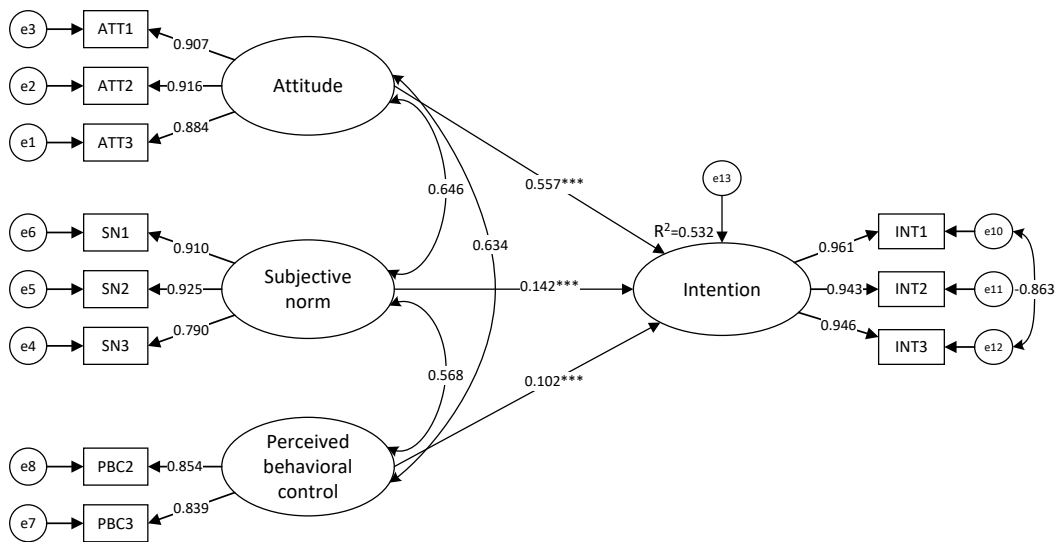 e3
ATT1
0.907
e2
ATT2
0.916
Attitude
e1
ATT3
0.884
0.646
0.634
0.557***
e13
R²=0.532
e6
SN1
0.910
e5
SN2
0.925
Subjective
norm
e4
SN3
0.790
0.142***
Intention
0.961
INT1
e10
0.943
INT2
e11
-0.863
0.946
INT3
e12
0.568
0.102***
e8
PBC2
0.854
Perceived
behavioral
control
e7
PBC3
0.839